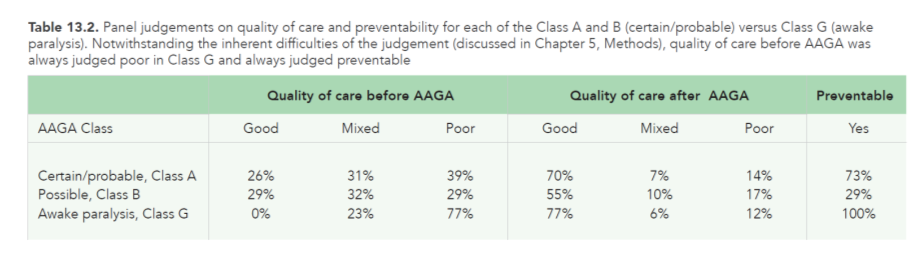 Table 13.2. Panel judgements on quality of care and preventability for each of the Class A and B (certain/probable) versus Class G (awake
paralysis). Notwithstanding the inherent difficulties of the judgement (discussed in Chapter 5, Methods), quality of care before AAGA was
always judged poor in Class G and always judged preventable
Quality of care before AAGA Quality of care after AAGA Preventable
AAGA Class Good Mixed Poor Good Mixed Poor Yes
Certain/probable, Class A 26% 31% 39% 70% 7% 14% 73%
Possible, Class B 29% 32% 29% 55% 10% 17% 29%
Awake paralysis, Class G 0% 23% 77% 77% 6% 12% 100%